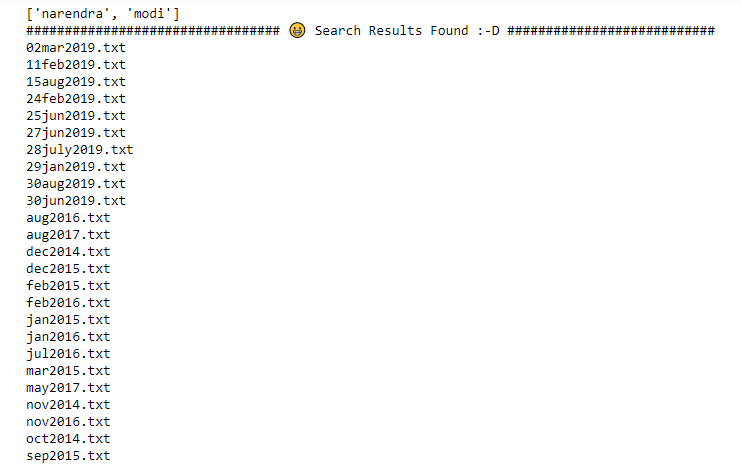 ['narendra', 'modi']
################################# 😀 Search Results Found :-D ###########################
02mar2019.txt
11feb2019.txt
15aug2019.txt
24feb2019.txt
25jun2019.txt
27jun2019.txt
28july2019.txt
29jan2019.txt
30aug2019.txt
30jun2019.txt
aug2016.txt
aug2017.txt
dec2014.txt
dec2015.txt
feb2015.txt
feb2016.txt
jan2015.txt
jan2016.txt
jul2016.txt
mar2015.txt
may2017.txt
nov2014.txt
nov2016.txt
oct2014.txt
sep2015.txt